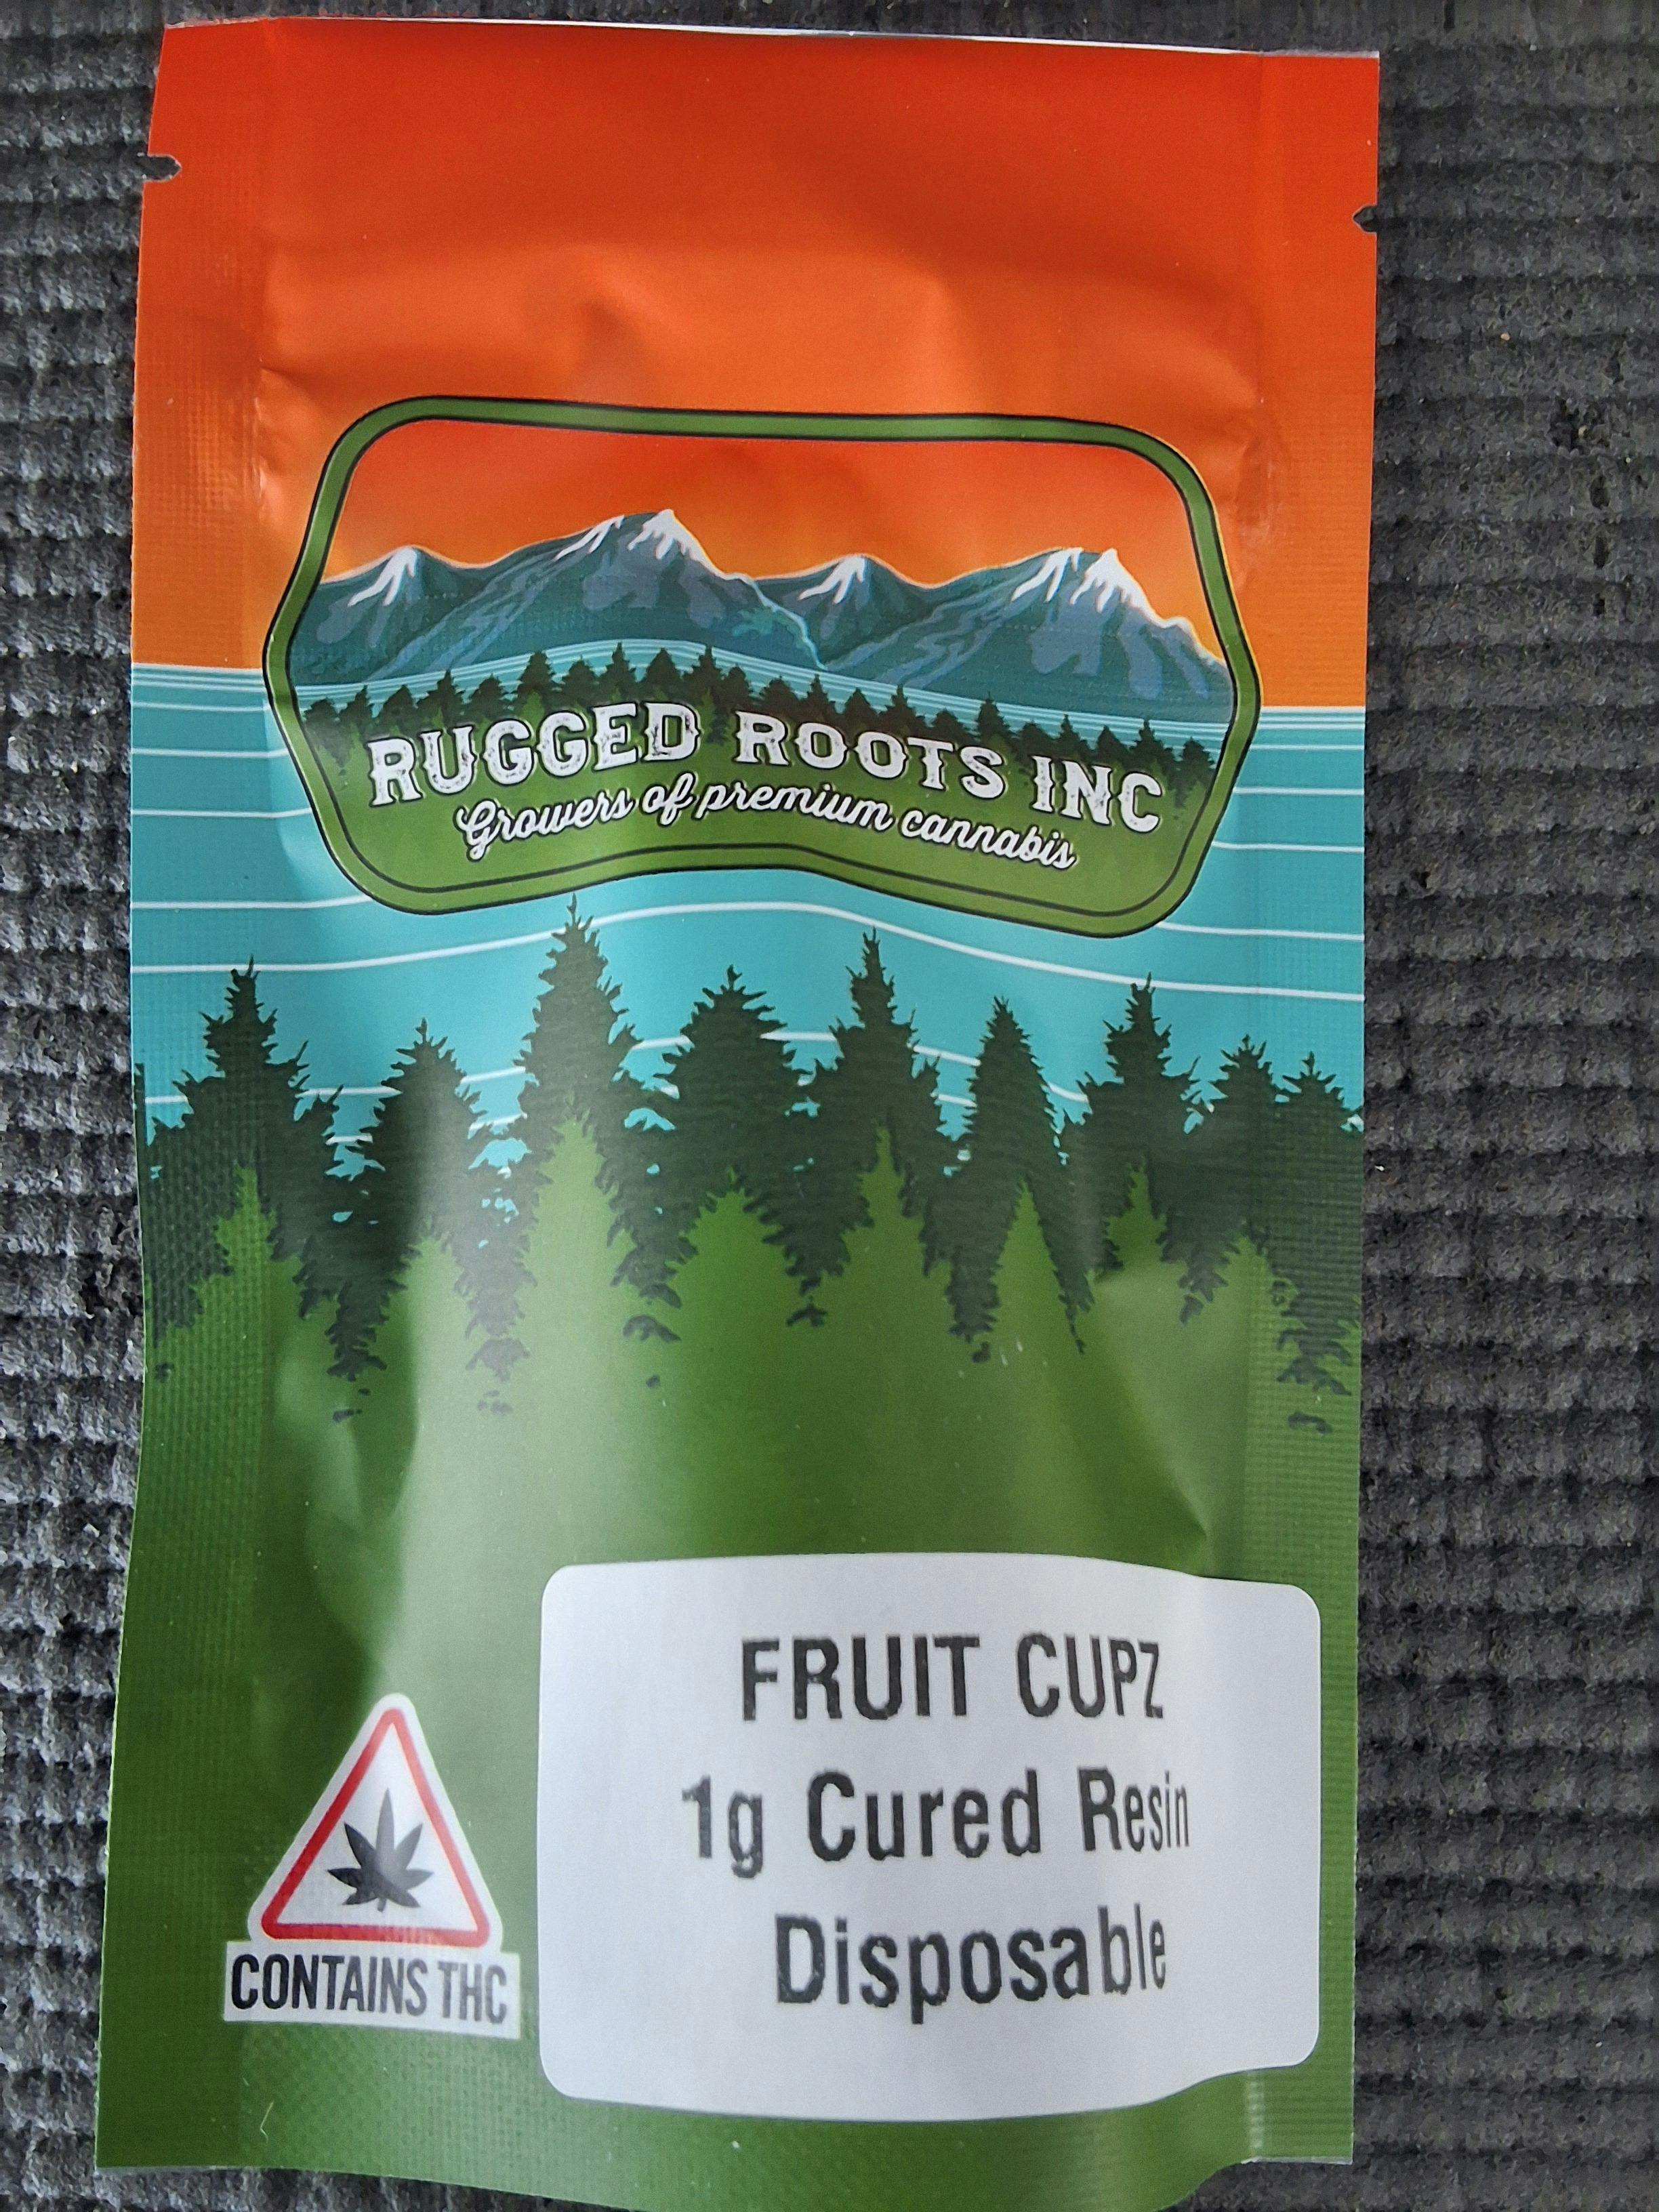 RUGGED ROOTS INC
Growers of premium cannabis
FRUIT CUPZ
1g Cured Resin
Disposable
CONTAINS THC